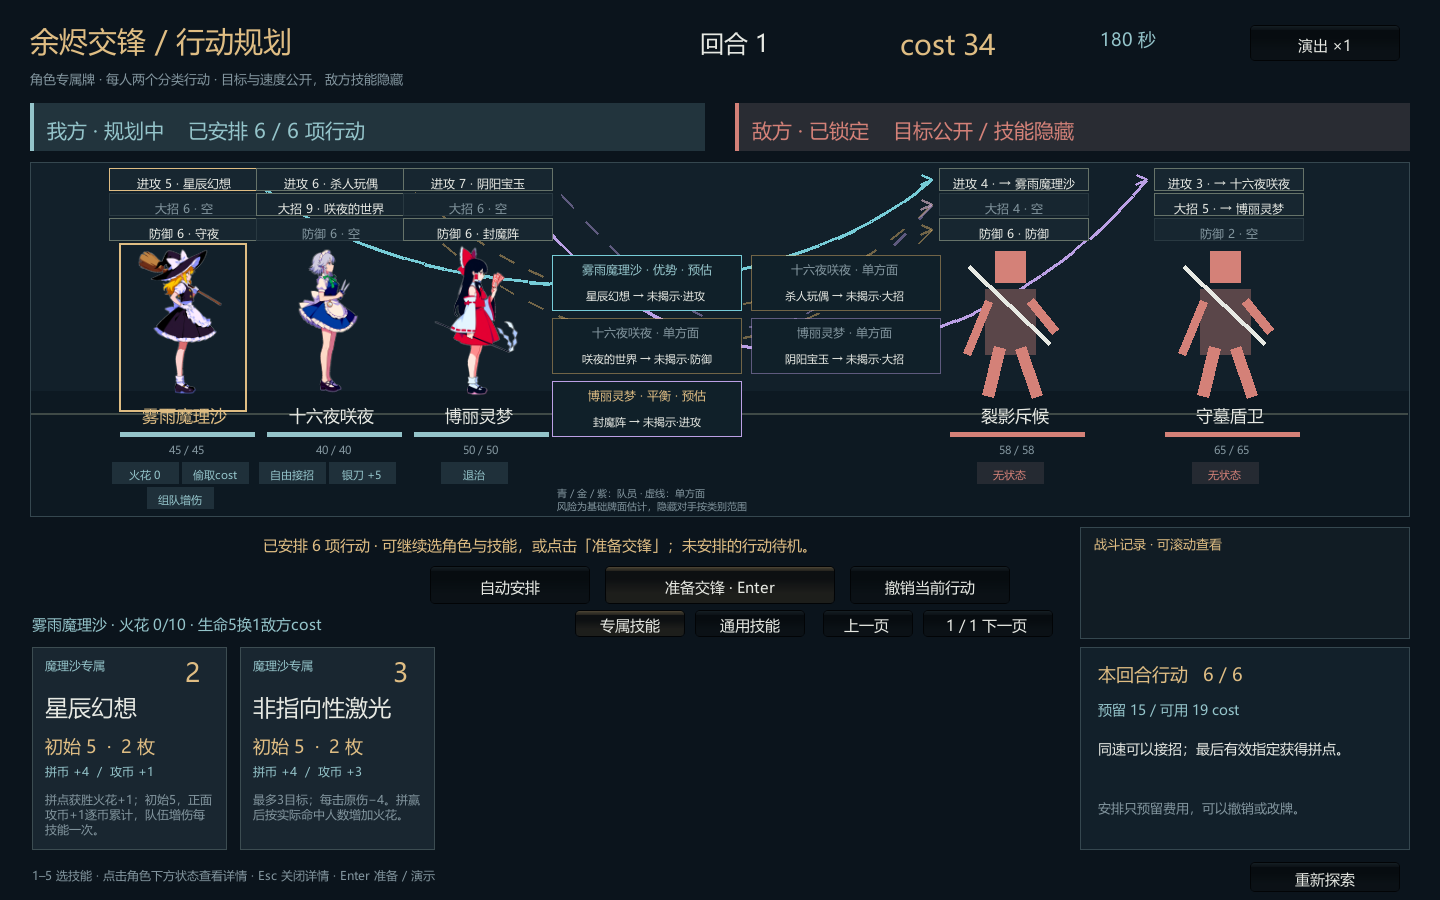 余烬交锋 / 行动规划
回合 1
cost 34
180 秒
演出 ×1
角色专属牌 · 每人两个分类行动 · 目标与速度公开，敌方技能隐藏
我方 · 规划中 已安排 6 / 6 项行动
敌方 · 已锁定 目标公开 / 技能隐藏
进攻 5 · 星辰幻想
进攻 6 · 杀人玩偶
进攻 7 · 阴阳宝玉
进攻 4 · → 雾雨魔理沙
进攻 3 · → 十六夜咲夜
大招 6 · 空
大招 9 · 咲夜的世界
大招 6 · 空
大招 4 · 空
大招 5 · → 博丽灵梦
防御 6 · 守夜
防御 6 · 空
防御 6 · 封魔阵
防御 6 · 防御
防御 2 · 空
雾雨魔理沙 · 优势 · 预估
星辰幻想 → 未揭示·进攻
十六夜咲夜 · 单方面
杀人玩偶 → 未揭示·大招
十六夜咲夜 · 单方面
咲夜的世界 → 未揭示·防御
博丽灵梦 · 单方面
阴阳宝玉 → 未揭示·大招
博丽灵梦 · 平衡 · 预估
封魔阵 → 未揭示·进攻
雾雨魔理沙
十六夜咲夜
博丽灵梦
裂影斥候
守墓盾卫
45 / 45
40 / 40
50 / 50
58 / 58
65 / 65
火花 0
偷取cost
自由接招
银刀 +5
退治
无状态
无状态
组队增伤
青 / 金 / 紫：队员 · 虚线：单方面
风险为基础牌面估计，隐藏对手按类别范围
已安排 6 项行动 · 可继续选角色与技能，或点击「准备交锋」；未安排的行动待机。
自动安排
准备交锋 · Enter
撤销当前行动
战斗记录 · 可滚动查看
雾雨魔理沙 · 火花 0/10 · 生命5换1敌方cost
专属技能
通用技能
上一页
1 / 1 下一页
魔理沙专属
2
星辰幻想
初始 5 · 2 枚
拼币 +4 / 攻币 +1
拼点获胜火花+1；初始5，正面
攻币+1逐币累计，队伍增伤每
技能一次。
魔理沙专属
3
非指向性激光
初始 5 · 2 枚
拼币 +4 / 攻币 +3
最多3目标；每击原伤−4。拼赢
后按实际命中人数增加火花。
本回合行动 6 / 6
预留 15 / 可用 19 cost
同速可以接招；最后有效指定获得拼点。
安排只预留费用，可以撤销或改牌。
1–5 选技能 · 点击角色下方状态查看详情 · Esc 关闭详情 · Enter 准备 / 演示
重新探索